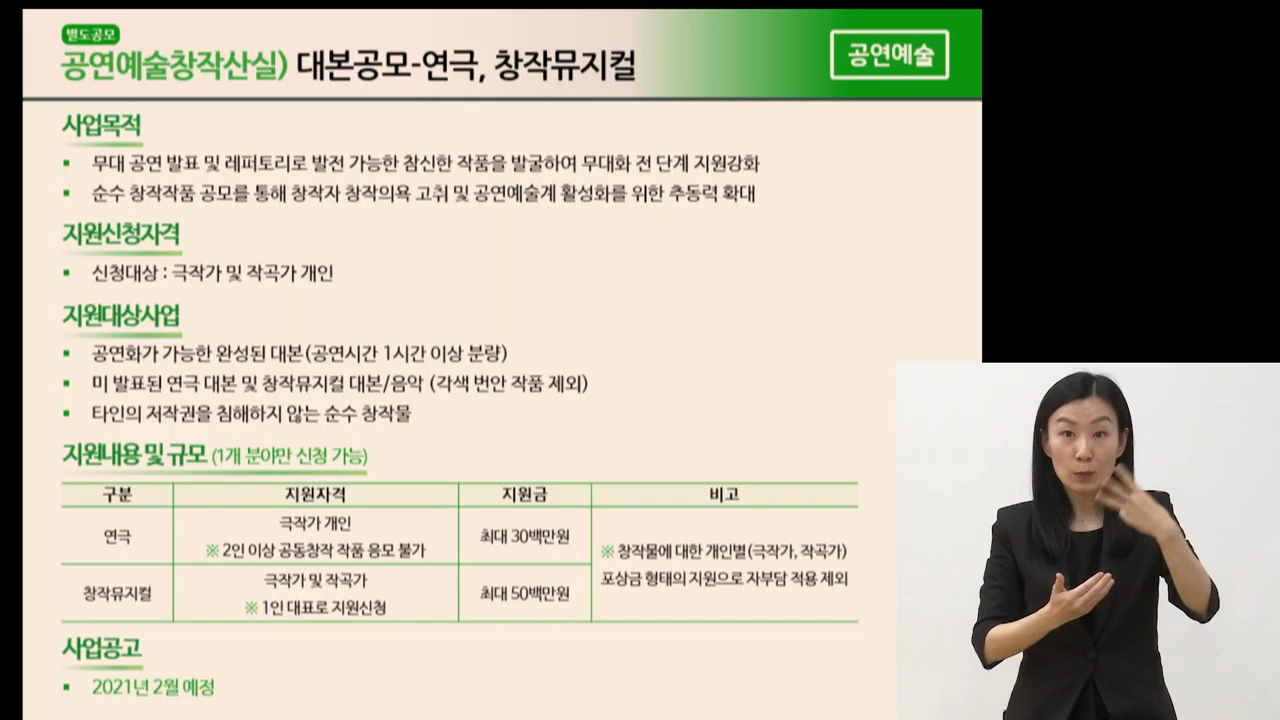 별도공모
공연예술창작산실) 대본공모-연극, 창작뮤지컬
공연예술
사업목적
▪ 무대 공연 발표 및 레퍼토리로 발전 가능한 참신한 작품을 발굴하여 무대화 전 단계 지원강화
▪ 순수 창작작품 공모를 통해 창작자 창작의욕 고취 및 공연예술계 활성화를 위한 추동력 확대
지원신청자격
▪ 신청대상 : 극작가 및 작곡가 개인
지원대상사업
▪ 공연화가 가능한 완성된 대본(공연시간 1시간 이상 분량)
▪ 미 발표된 연극 대본 및 창작뮤지컬 대본/음악 (각색 번안 작품 제외)
▪ 타인의 저작권을 침해하지 않는 순수 창작물
지원내용 및 규모 (1개 분야만 신청 가능)
구분 지원자격 지원금 비고
연극
극작가 개인
※ 2인 이상 공동창작 작품 응모 불가
최대 30백만원
※ 창작물에 대한 개인별(극작가, 작곡가)
포상금 형태의 지원으로 자부담 적용 제외
창작뮤지컬
극작가 및 작곡가
※ 1인 대표로 지원신청
최대 50백만원
사업공고
▪ 2021년 2월 예정